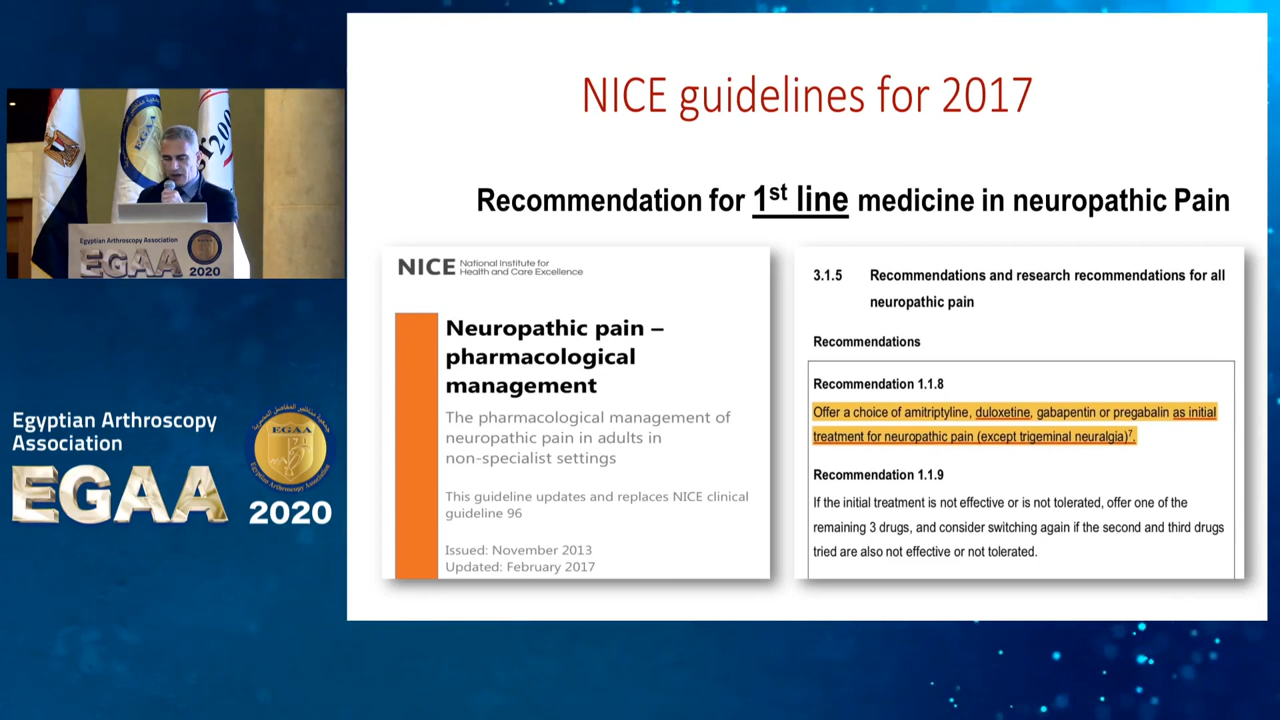 NICE guidelines for 2017
Recommendation for 1st line medicine in neuropathic Pain
NICE National Institute for
Health and Care Excellence
Neuropathic pain –
pharmacological
management
The pharmacological management of
neuropathic pain in adults in
non-specialist settings
This guideline updates and replaces NICE clinical
guideline 96
Issued: November 2013
Updated: February 2017
3.1.5 Recommendations and research recommendations for all
neuropathic pain
Recommendations
Recommendation 1.1.8
Offer a choice of amitriptyline, duloxetine, gabapentin or pregabalin as initial
treatment for neuropathic pain (except trigeminal neuralgia)⁷.
Recommendation 1.1.9
If the initial treatment is not effective or is not tolerated, offer one of the
remaining 3 drugs, and consider switching again if the second and third drugs
tried are also not effective or not tolerated.
EGAA
Egyptian Arthroscopy Association
EGAA
2020
Egyptian Arthroscopy
Association
EGAA
EGAA
Egyptian Arthroscopy Association
2020